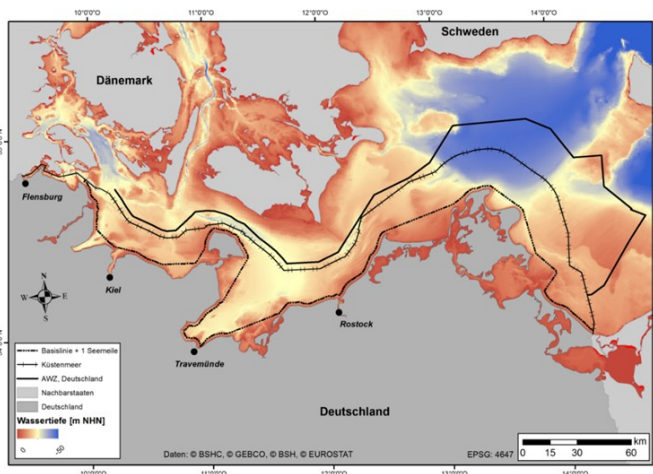 10°0'0"O 11°0'0"O 12°0'0"O 13°0'0"O 14°0'0"O
Schweden
Dänemark
Flensburg
N
W E
S
Kiel
Rostock
Travemünde
Basislinie + 1 Seemeile
Küstenmeer
AWZ, Deutschland
Nachbarstaaten
Deutschland
Wassertiefe [m NHN]
0 -50
Deutschland
Daten: © BSHC, © GEBCO, © BSH, © EUROSTAT
EPSG: 4647
km
0 15 30 60